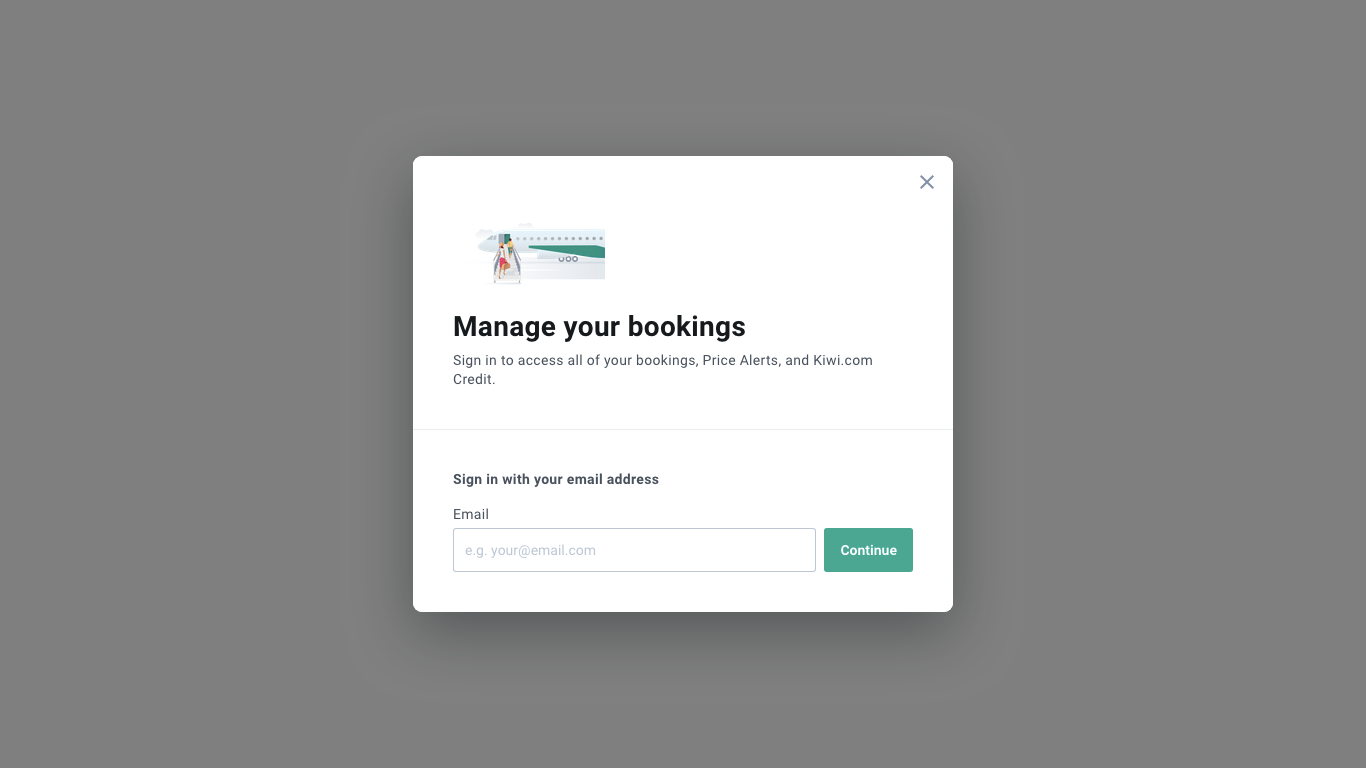 Manage your bookings
Sign in to access all of your bookings, Price Alerts, and Kiwi.com
Credit.
Sign in with your email address
Email
e.g. your@email.com
Continue